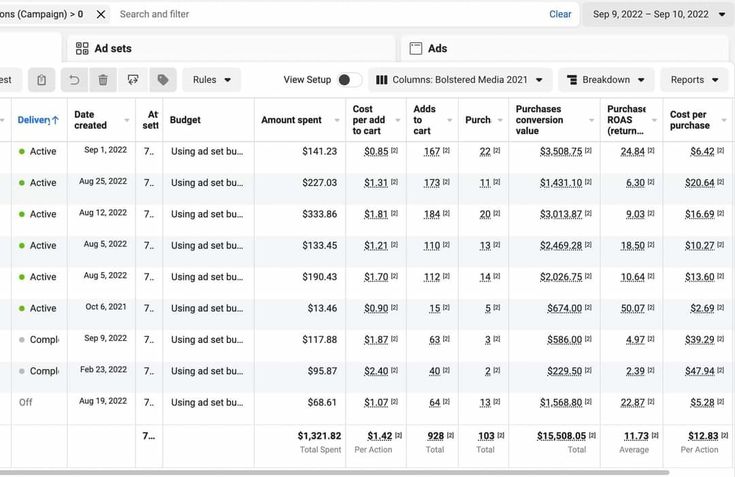 ons (Campaign) > 0 Search and filter Clear Sep 9, 2022 – Sep 10, 2022
Ad sets Ads
est Rules View Setup Columns: Bolstered Media 2021 Breakdown Reports
Delivery Date created At sett Budget Amount spent Cost per add to cart Adds to cart Purch Purchases conversion value Purchase ROAS (return... Cost per purchase
Active Sep 1, 2022 7.. Using ad set bu... $141.23 $0.85 [2] 167 [2] 22 [2] $3,508.75 [2] 24.84 [2] $6.42 [2]
Active Aug 25, 2022 7.. Using ad set bu... $227.03 $1.31 [2] 173 [2] 11 [2] $1,431.10 [2] 6.30 [2] $20.64 [2]
Active Aug 12, 2022 7.. Using ad set bu... $333.86 $1.81 [2] 184 [2] 20 [2] $3,013.87 [2] 9.03 [2] $16.69 [2]
Active Aug 5, 2022 7.. Using ad set bu... $133.45 $1.21 [2] 110 [2] 13 [2] $2,469.28 [2] 18.50 [2] $10.27 [2]
Active Aug 5, 2022 7.. Using ad set bu... $190.43 $1.70 [2] 112 [2] 14 [2] $2,026.75 [2] 10.64 [2] $13.60 [2]
Active Oct 6, 2021 7.. Using ad set bu... $13.46 $0.90 [2] 15 [2] 5 [2] $674.00 [2] 50.07 [2] $2.69 [2]
Compl Sep 9, 2022 7.. Using ad set bu... $117.88 $1.87 [2] 63 [2] 3 [2] $586.00 [2] 4.97 [2] $39.29 [2]
Compl Feb 23, 2022 7.. Using ad set bu... $95.87 $2.40 [2] 40 [2] 2 [2] $229.50 [2] 2.39 [2] $47.94 [2]
Off Aug 19, 2022 7.. Using ad set bu... $68.61 $1.07 [2] 64 [2] 13 [2] $1,568.80 [2] 22.87 [2] $5.28 [2]
7... $1,321.82 $1.42 [2] 928 [2] 103 [2] $15,508.05 [2] 11.73 [2] $12.83 [2]
Total Spent Per Action Total Total Total Average Per Action